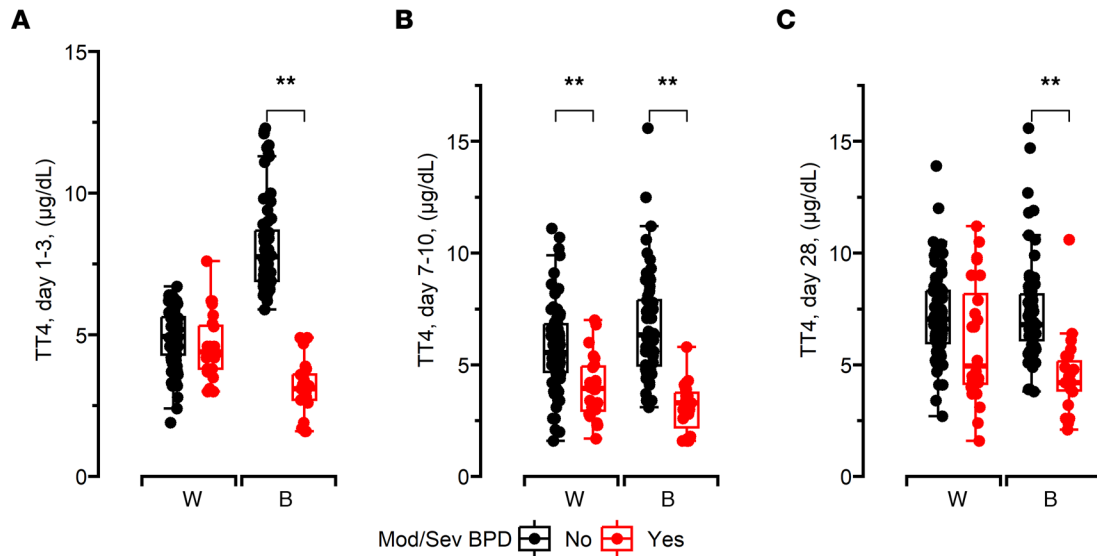 A
B
C
TT4, day 1-3, (µg/dL)
15
10
5
0
**
W
B
TT4, day 7-10, (µg/dL)
15
10
5
0
**
**
W
B
TT4, day 28, (µg/dL)
15
10
5
0
**
W
B
Mod/Sev BPD No Yes